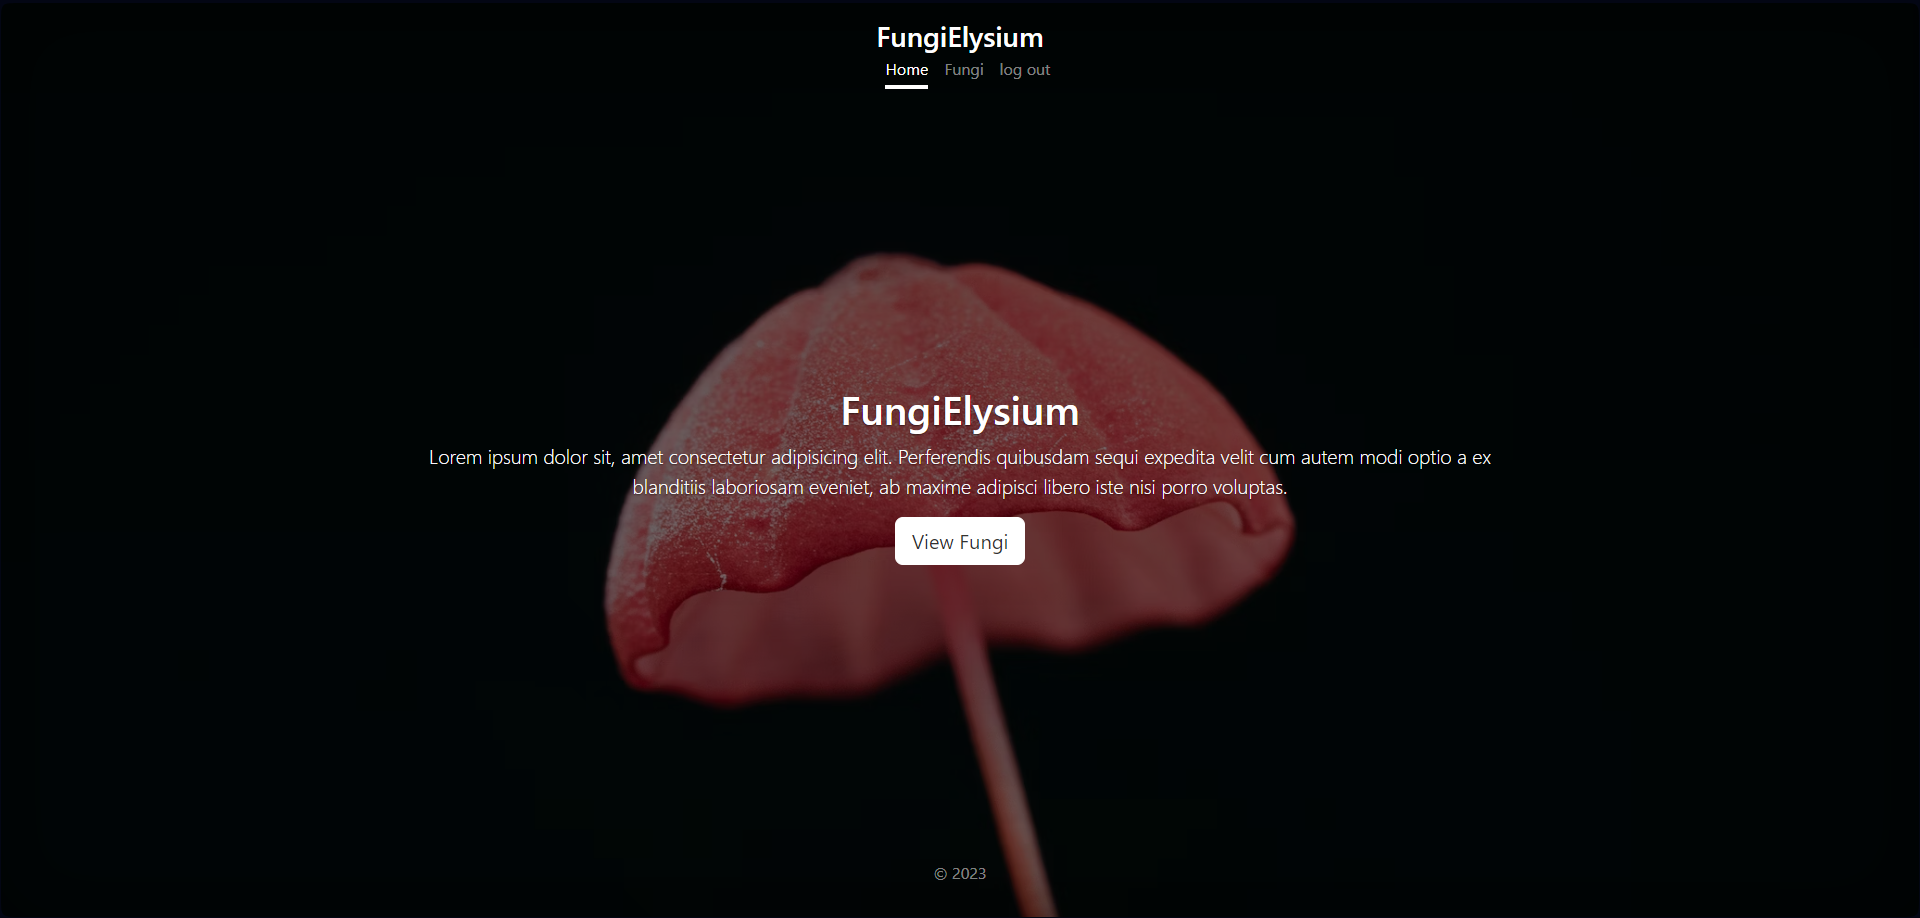 FungiElysium
Home Fungi log out
FungiElysium
Lorem ipsum dolor sit, amet consectetur adipisicing elit. Perferendis quibusdam sequi expedita velit cum autem modi optio a ex
blanditiis laboriosam eveniet, ab maxime adipisci libero iste nisi porro voluptas.
View Fungi
© 2023